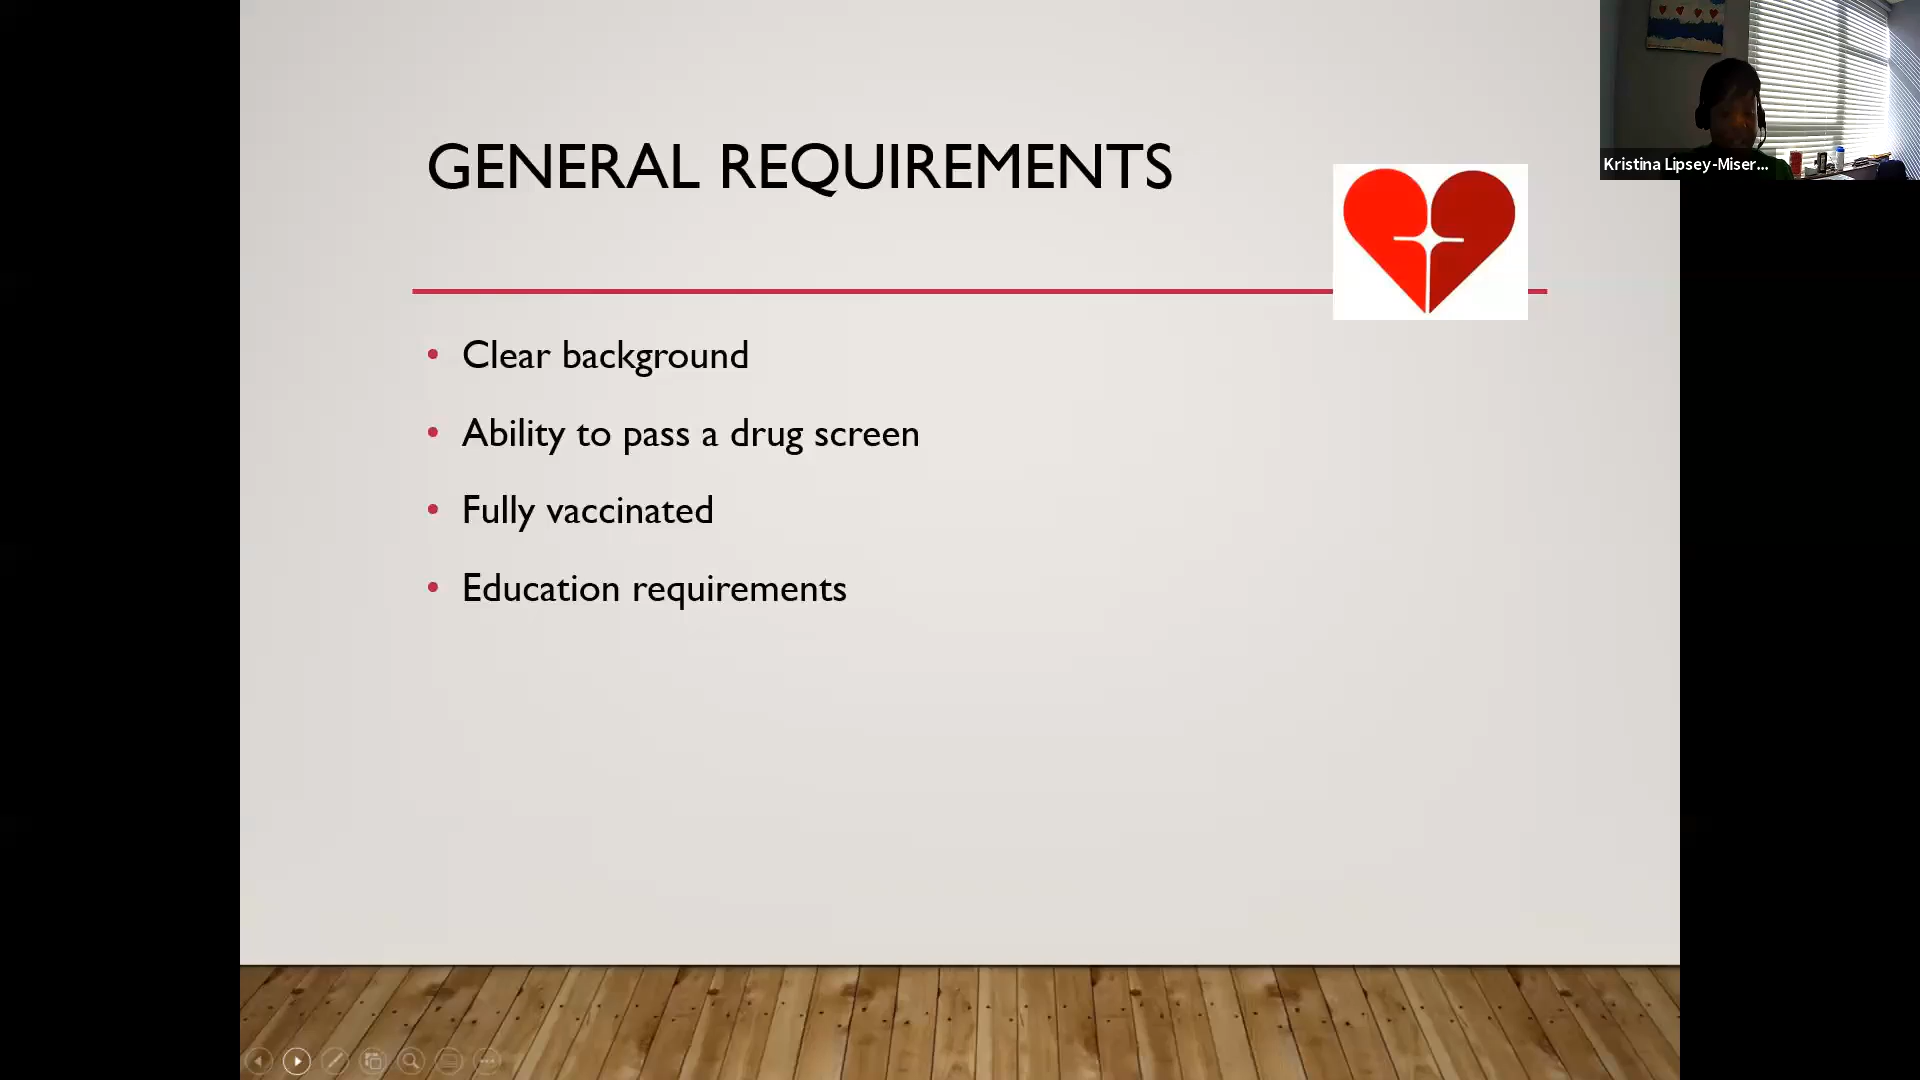 GENERAL REQUIREMENTS
Kristina Lipsey-Miser...
• Clear background
• Ability to pass a drug screen
• Fully vaccinated
• Education requirements